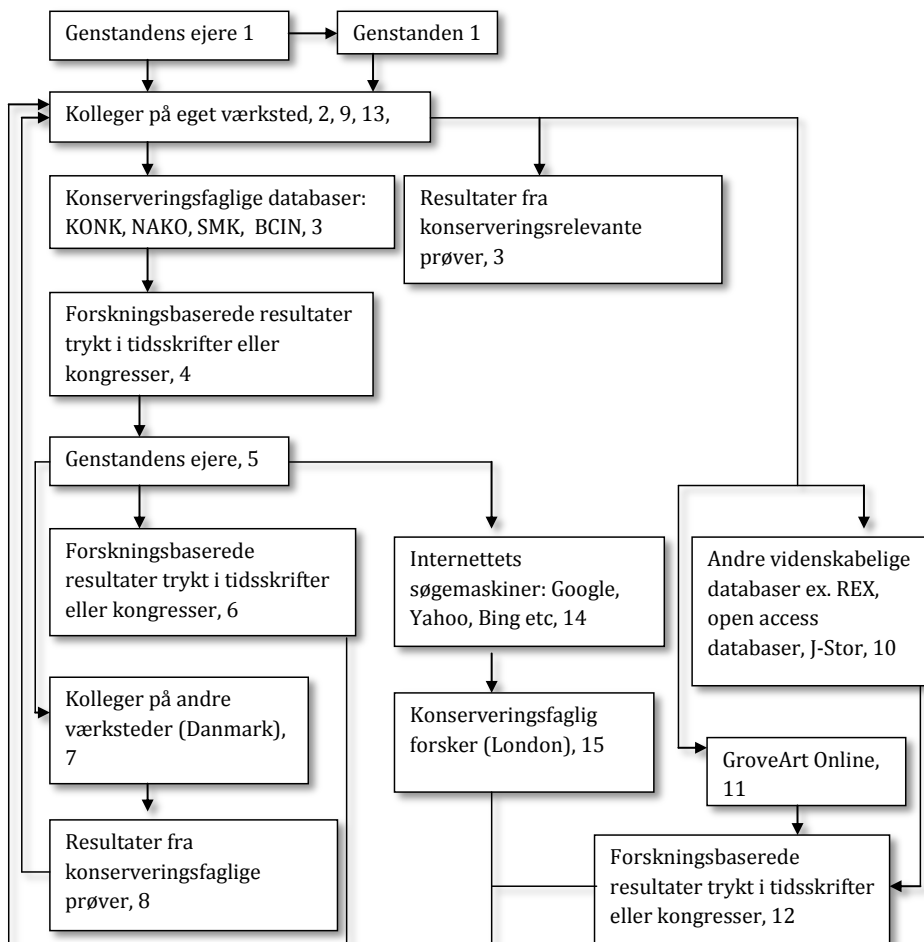 Genstandens ejere 1
Genstanden 1
Kolleger på eget værksted, 2, 9, 13,
Konserveringsfaglige databaser:
KONK, NAKO, SMK, BCIN, 3
Resultater fra
konserveringsrelevante
prøver, 3
Forskningsbaserede resultater
trykt i tidsskrifter eller
kongresser, 4
Genstandens ejere, 5
Forskningsbaserede
resultater trykt i tidsskrifter
eller kongresser, 6
Internettets
søgemaskiner: Google,
Yahoo, Bing etc, 14
Andre videnskabelige
databaser ex. REX,
open access
databaser, J-Stor, 10
Kolleger på andre
værksteder (Danmark),
7
Konserveringsfaglig
forsker (London), 15
GroveArt Online,
11
Resultater fra
konserveringsfaglige
prøver, 8
Forskningsbaserede
resultater trykt i tidsskrifter
eller kongresser, 12